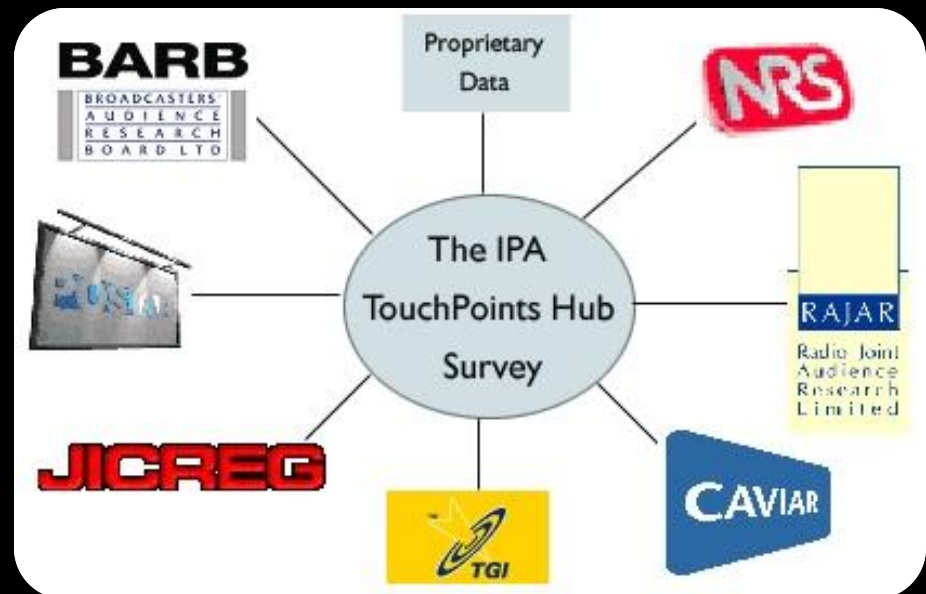 BARB
BROADCASTERS'
AUDIENCE
RESEARCH
BOARD LTD
Proprietary
Data
NRS
The IPA
TouchPoints Hub
Survey
RAJAR
Radio Joint
Audience
Research
Limited
JICREG
TGI
CAVIAR